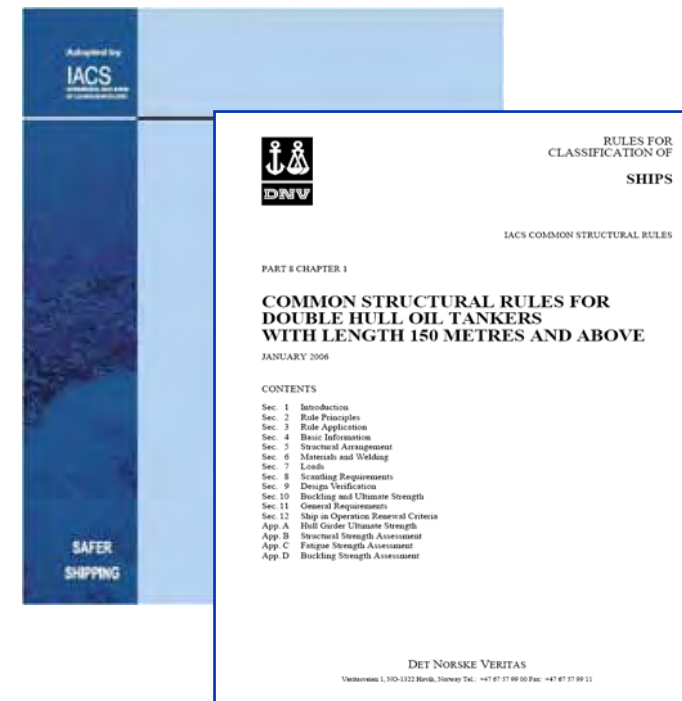 Adopted by
IACS
DNV
RULES FOR
CLASSIFICATION OF
SHIPS
IACS COMMON STRUCTURAL RULES
PART 8 CHAPTER 1
COMMON STRUCTURAL RULES FOR
DOUBLE HULL OIL TANKERS
WITH LENGTH 150 METRES AND ABOVE
JANUARY 2006
CONTENTS
Sec. 1 Introduction
Sec. 2 Rule Principles
Sec. 3 Rule Application
Sec. 4 Basic Information
Sec. 5 Structural Arrangement
Sec. 6 Materials and Welding
Sec. 7 Loads
Sec. 8 Scantling Requirements
Sec. 9 Design Verification
Sec. 10 Buckling and Ultimate Strength
Sec. 11 General Requirements
Sec. 12 Ship in Operation Renewal Criteria
App. A Hull Girder Ultimate Strength
App. B Structural Strength Assessment
App. C Fatigue Strength Assessment
App. D Buckling Strength Assessment
SAFER
SHIPPING
DET NORSKE VERITAS
Veritasveien 1, NO-1322 Høvik, Norway Tel.: +47 67 57 99 00 Fax: +47 67 57 99 11